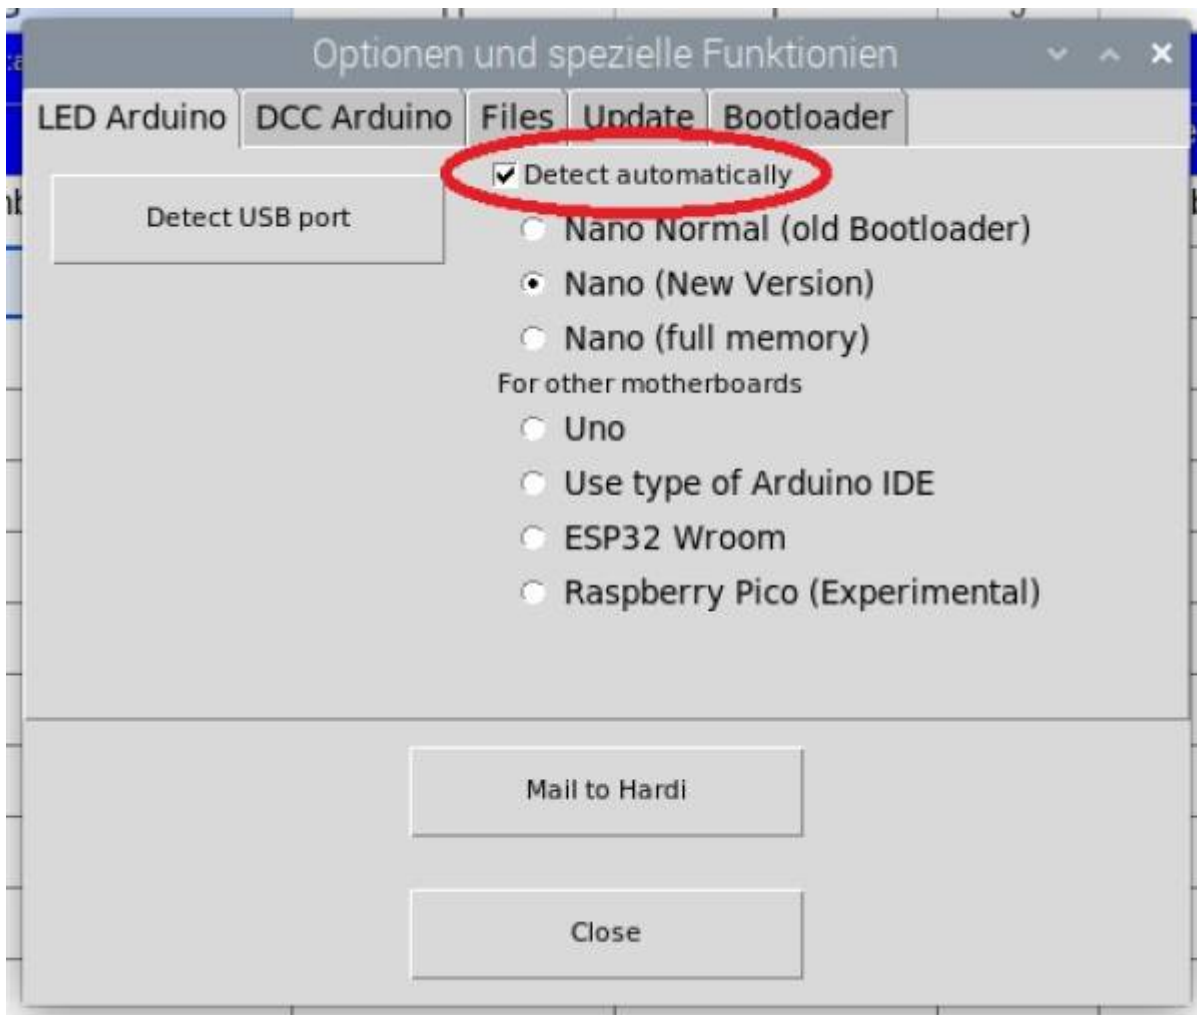 Optionen und spezielle Funktionien
LED Arduino DCC Arduino Files Update Bootloader
Detect automatically
Detect USB port
Nano Normal (old Bootloader)
Nano (New Version)
Nano (full memory)
For other motherboards
Uno
Use type of Arduino IDE
ESP32 Wroom
Raspberry Pico (Experimental)
Mail to Hardi
Close